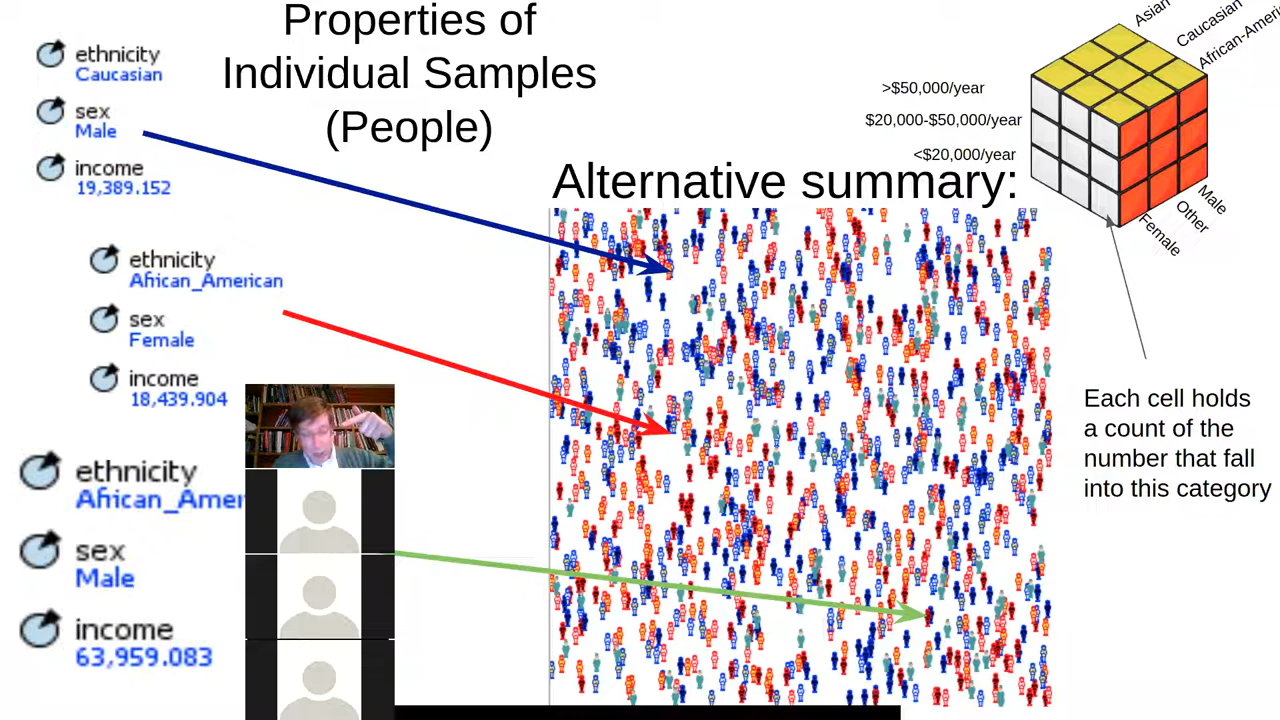 Properties of
Individual Samples
(People)
ethnicity
Caucasian
sex
Male
income
19,389.152
ethnicity
African_American
sex
Female
income
18,439.904
ethnicity
African_Amer
sex
Male
income
63,959.083
Alternative summary:
>$50,000/year
$20,000-$50,000/year
<$20,000/year
Asian
Caucasian
African-Ameri
Male
Other
Female
Each cell holds
a count of the
number that fall
into this category